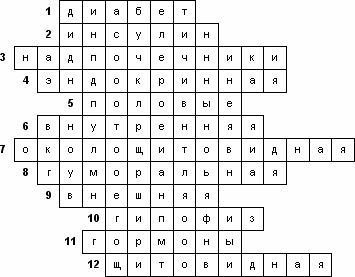 1 диабет
2 инсулин
3 надпочечники
4 эндокринная
5 половые
6 внутренняя
7 околощитовидная
8 гуморальная
9 внешняя
10 гипофиз
11 гормоны
12 щитовидная